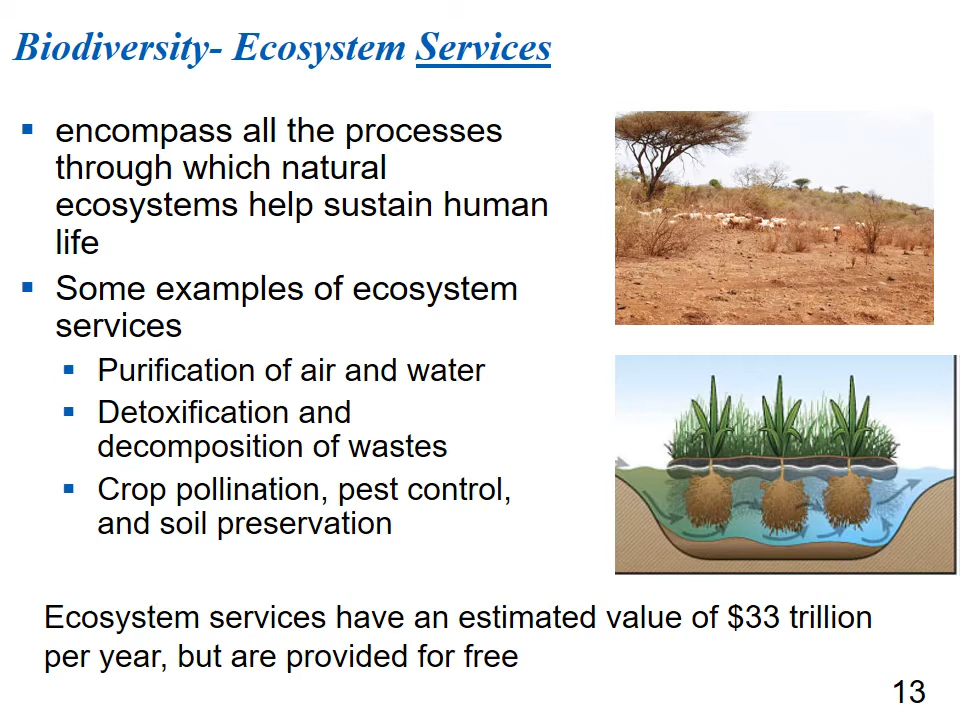 Biodiversity- Ecosystem Services
encompass all the processes
through which natural
ecosystems help sustain human
life
Some examples of ecosystem
services
Purification of air and water
Detoxification and
decomposition of wastes
Crop pollination, pest control,
and soil preservation
Ecosystem services have an estimated value of $33 trillion
per year, but are provided for free
13